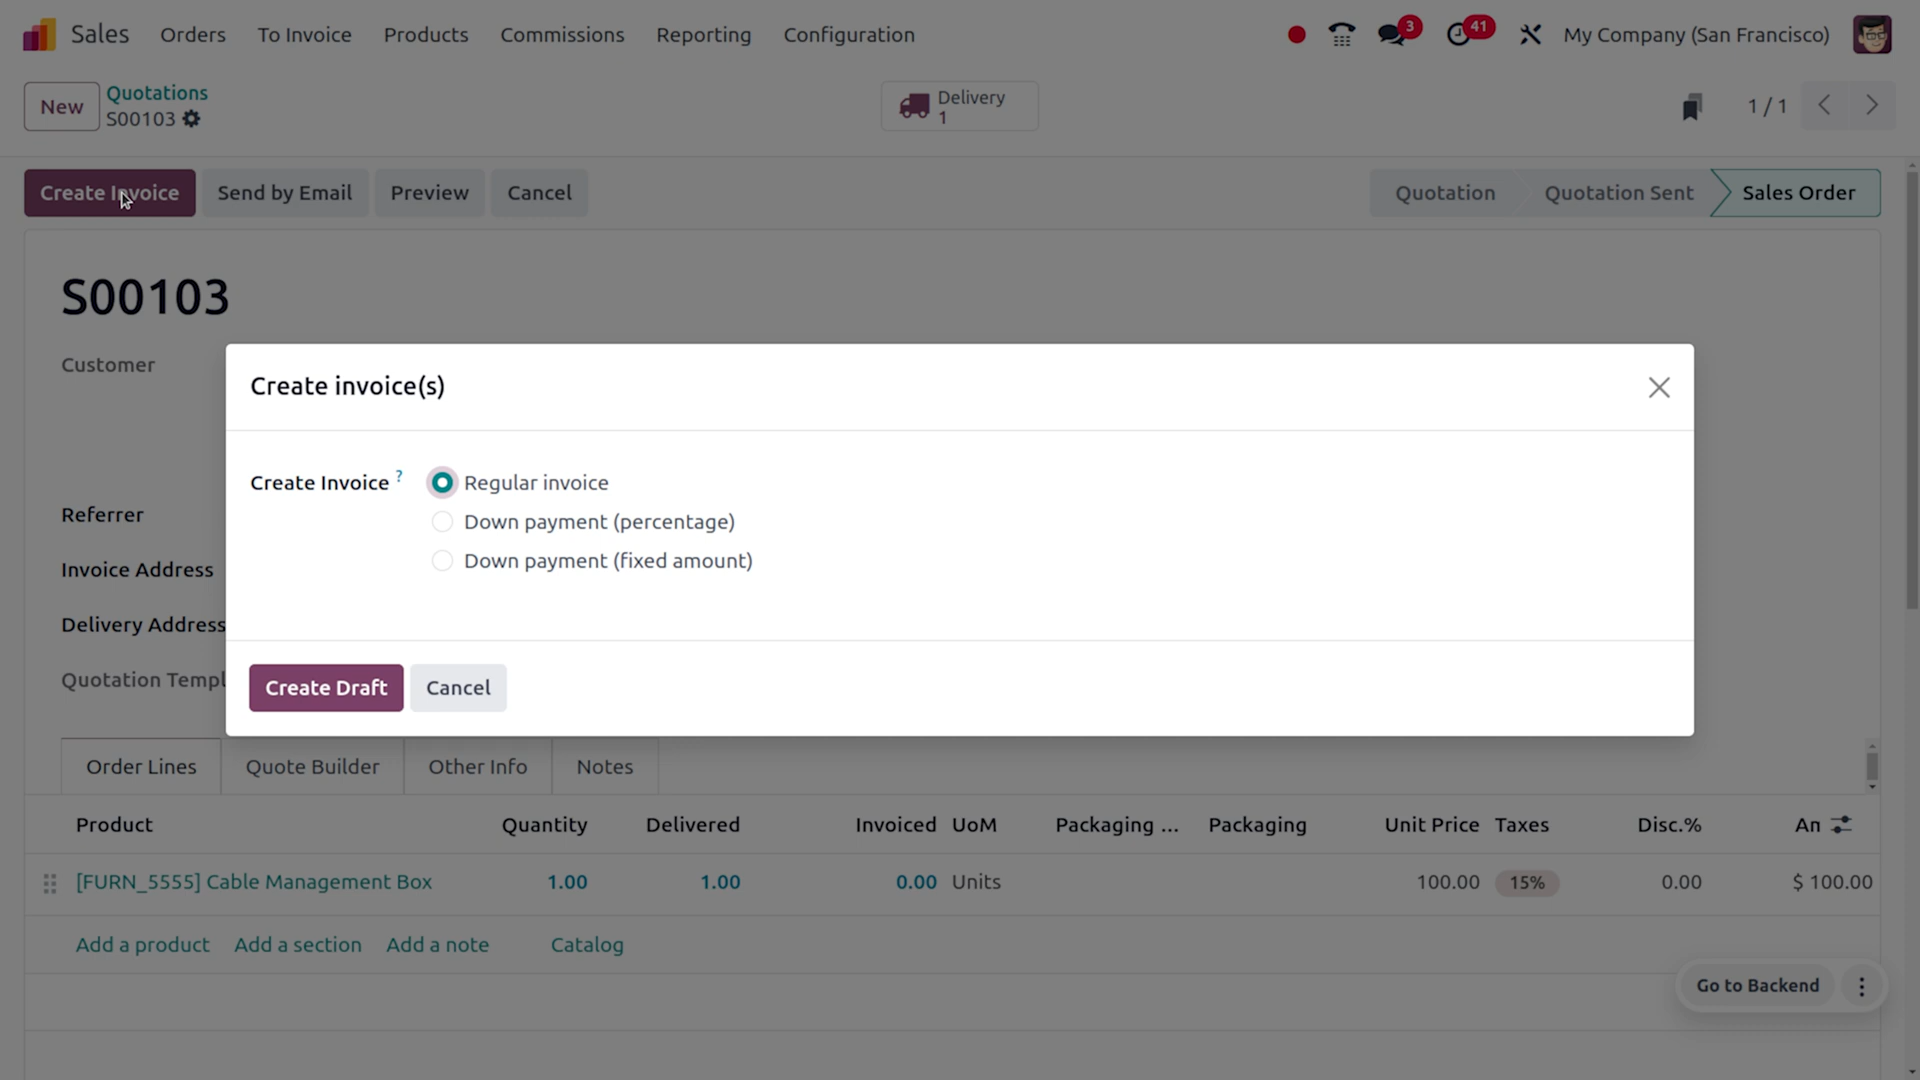 Sales Orders To Invoice Products Commissions Reporting Configuration 3 41 My Company (San Francisco)
New Quotations
S00103
Delivery
1
1 / 1
Create Invoice Send by Email Preview Cancel Quotation Quotation Sent Sales Order
S00103
Customer
Create invoice(s)
Create Invoice ? Regular invoice
Down payment (percentage)
Down payment (fixed amount)
Referrer
Invoice Address
Delivery Address
Quotation Templ
Create Draft Cancel
Order Lines Quote Builder Other Info Notes
Product Quantity Delivered Invoiced UoM Packaging ... Packaging Unit Price Taxes Disc.% An
[FURN_5555] Cable Management Box 1.00 1.00 0.00 Units 100.00 15% 0.00 $ 100.00
Add a product Add a section Add a note Catalog
Go to Backend